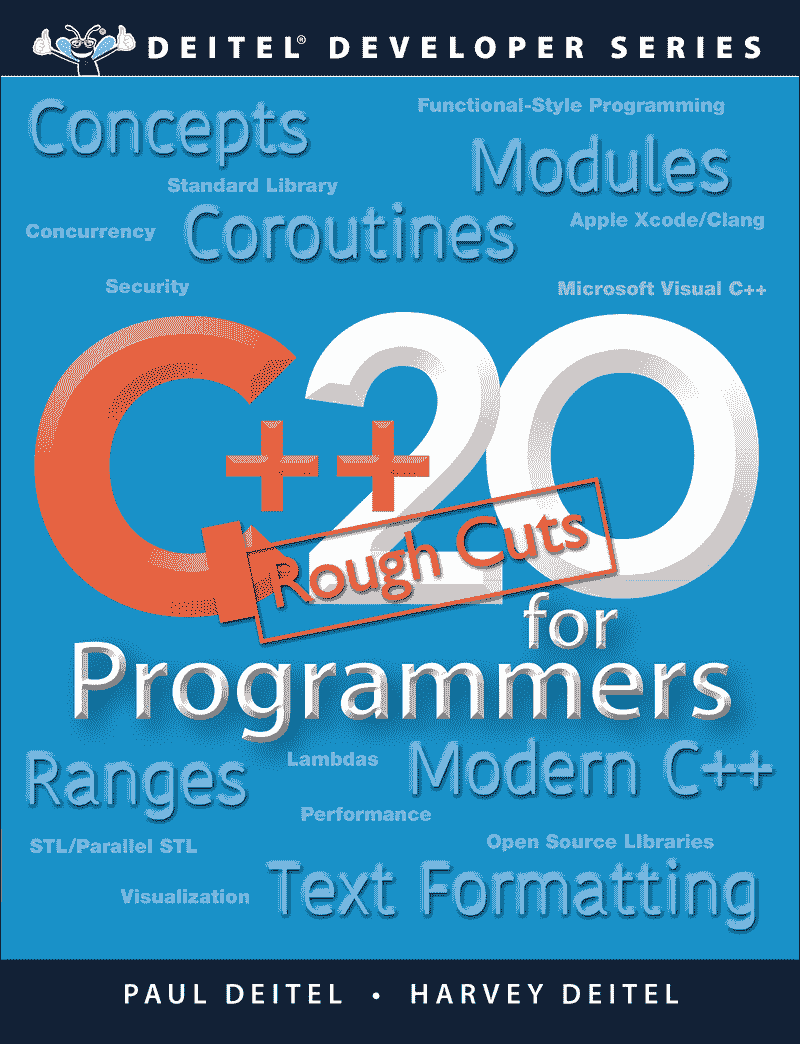 DEITEL® DEVELOPER SERIES
Concepts
Functional-Style Programming
Modules
Standard Library
Coroutines
Apple Xcode/Clang
Concurrency
Security
Microsoft Visual C++
C++20
Rough Cuts
for
Programmers
Ranges
Lambdas
Modern C++
Performance
STL/Parallel STL
Open Source Libraries
Visualization
Text Formatting
PAUL DEITEL • HARVEY DEITEL